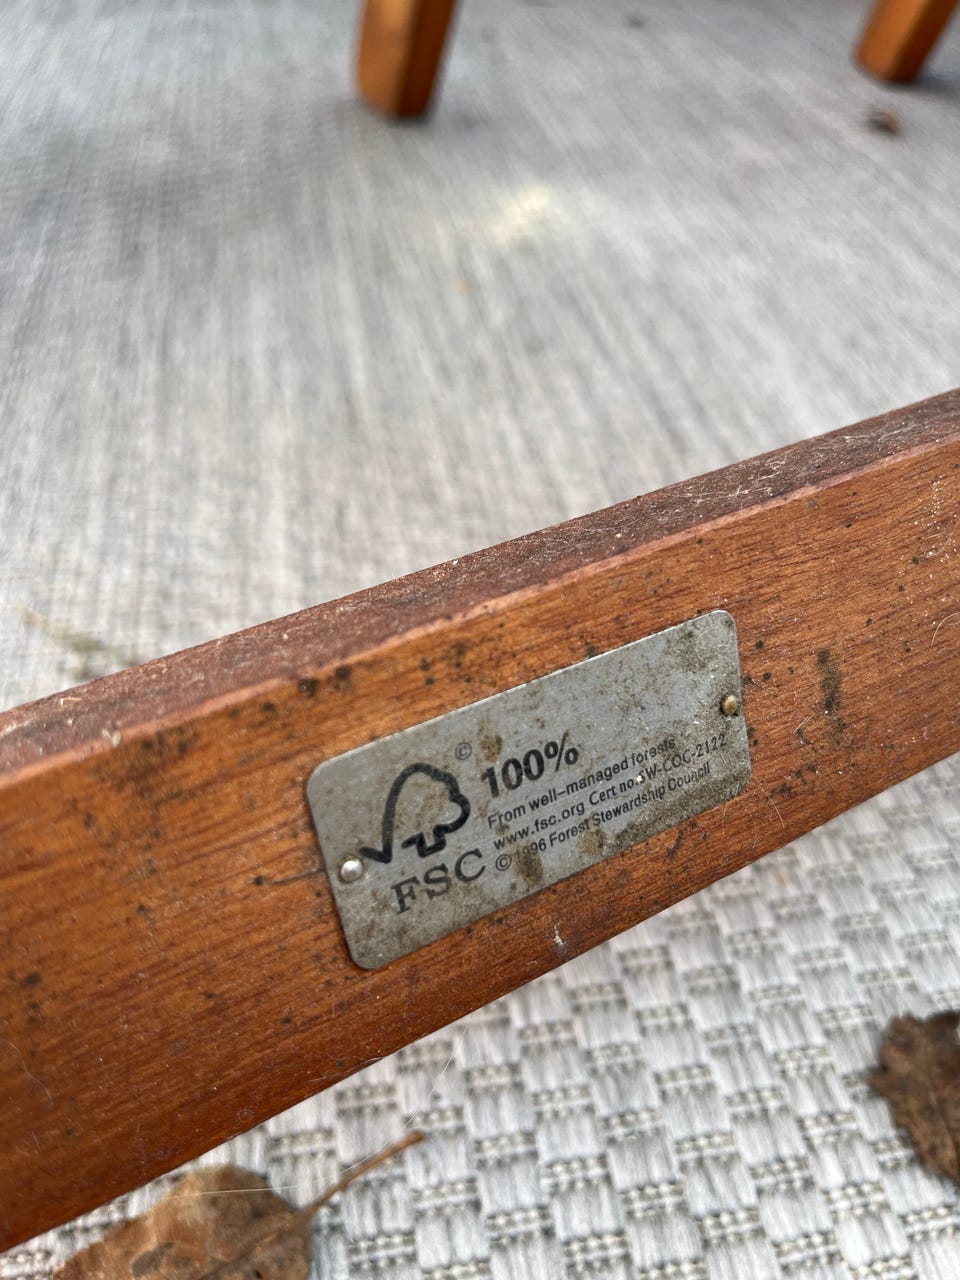 ©
100%
From well-managed forests
www.fsc.org Cert no.SW-COC-2122
© 1996 Forest Stewardship Council
FSC